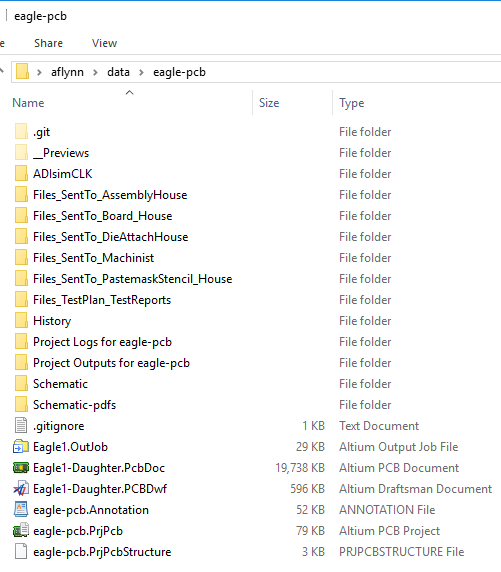 eagle-pcb
e Share View
aflynn data eagle-pcb
Name Size Type
.git File folder
__Previews File folder
ADIsimCLK File folder
Files_SentTo_AssemblyHouse File folder
Files_SentTo_Board_House File folder
Files_SentTo_DieAttachHouse File folder
Files_SentTo_Machinist File folder
Files_SentTo_PastemaskStencil_House File folder
Files_TestPlan_TestReports File folder
History File folder
Project Logs for eagle-pcb File folder
Project Outputs for eagle-pcb File folder
Schematic File folder
Schematic-pdfs File folder
.gitignore 1 KB Text Document
Eagle1.OutJob 29 KB Altium Output Job File
Eagle1-Daughter.PcbDoc 19,738 KB Altium PCB Document
Eagle1-Daughter.PCBDwf 596 KB Altium Draftsman Document
eagle-pcb.Annotation 52 KB ANNOTATION File
eagle-pcb.PrjPcb 79 KB Altium PCB Project
eagle-pcb.PrjPcbStructure 3 KB PRJPCBSTRUCTURE File